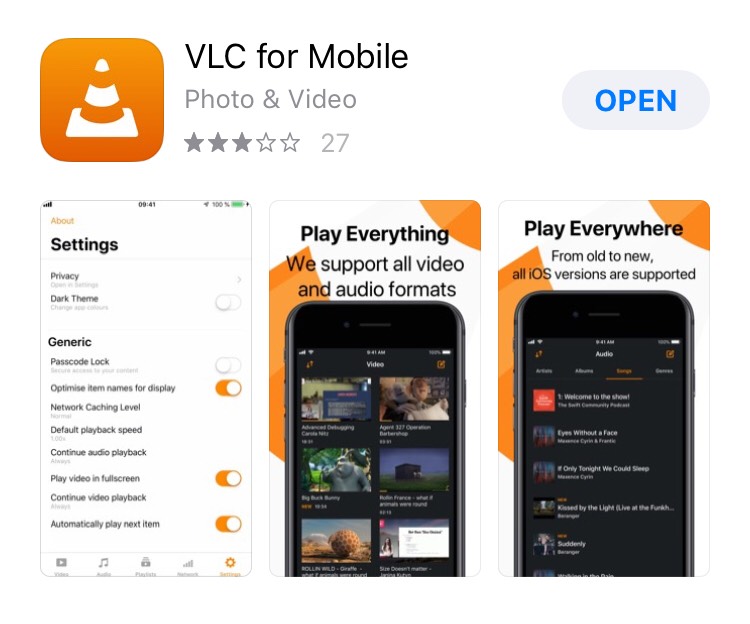 VLC for Mobile
Photo & Video
OPEN
27
09:41
100 %
About
Settings
Privacy
Open in Settings
Dark Theme
Change app colours
Generic
Passcode Lock
Secure access to your content
Optimise item names for display
Network Caching Level
Normal
Default playback speed
1.00x
Continue audio playback
Always
Play video in fullscreen
Continue video playback
Always
Automatically play next item
Video
Audio
Playlists
Network
Settings
Play Everything
We support all video
and audio formats
9:41 AM
100%
Video
Advanced Debugging
Carola Nitz
Agent 327 Operation
Barbershop
Big Buck Bunny
NEW
Rollin France - what if
animals were round
ROLLIN WILD - Giraffe -
what if animals were round
Size Doesn't matter -
Janina Kuhm
Play Everywhere
From old to new,
all iOS versions are supported
9:41 AM
100%
Audio
Artists
Albums
Songs
Genres
1: Welcome to the show!
The Swift Community Podcast
Eyes Without a Face
Maxence Cyrin & Frantic
If Only Tonight We Could Sleep
Maxence Cyrin
NEW
Kissed by the Light (Live at the Funkh...
Beranger
NEW
Suddenly
Beranger
Walking in the Rain